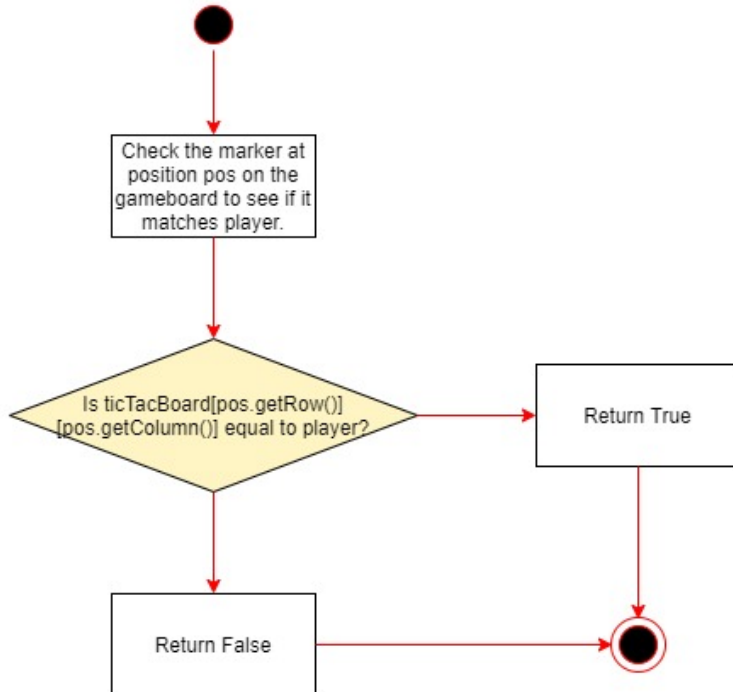 Check the marker at
position pos on the
gameboard to see if it
matches player.
Is ticTacBoard[pos.getRow()]
[pos.getColumn()] equal to player?
Return True
Return False